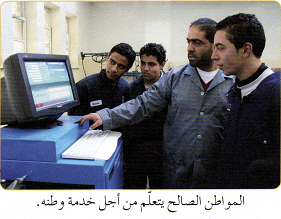 المواطن الصالح يتعلّم من أجل خدمة وطنه.